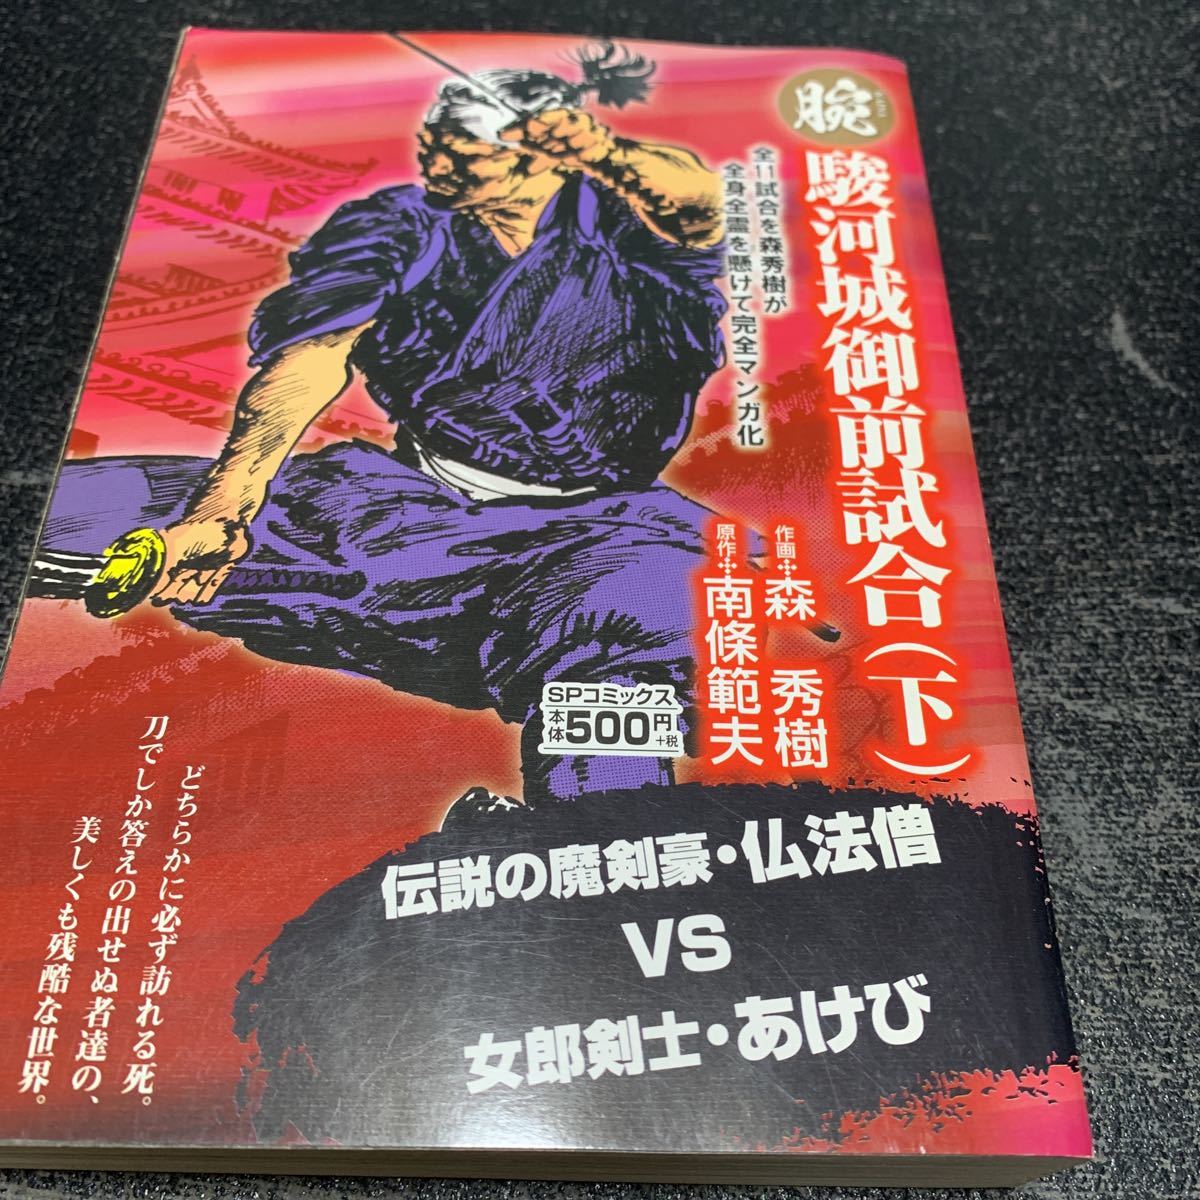 腕
駿河城御前試合(下)
全11試合を森秀樹が
全身全霊を懸けて完全マンガ化
作画 森 秀樹
原作 南條範夫
SPコミックス
本体500円+税
伝説の魔剣豪・仏法僧
VS
女郎剣士・あけび
どちらかに必ず訪れる死。
刀でしか答えの出せぬ者達の、
美しくも残酷な世界。